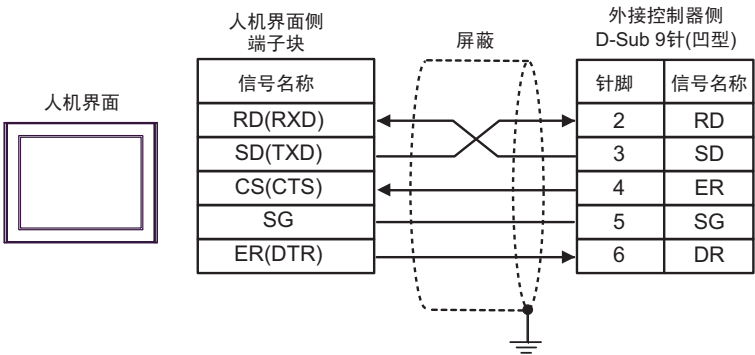 人机界面
人机界面侧
端子块
屏蔽
外接控制器侧
D-Sub 9针(凹型)
信号名称
针脚 信号名称
RD(RXD) 2 RD
SD(TXD) 3 SD
CS(CTS) 4 ER
SG 5 SG
ER(DTR) 6 DR